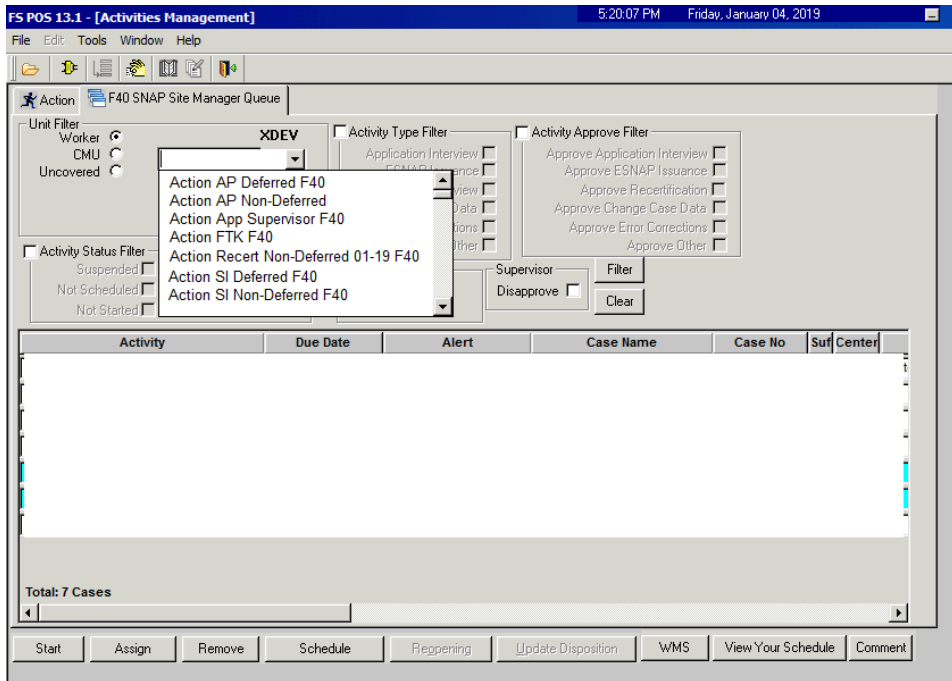 FS POS 13.1 - [Activities Management] 5:20:07 PM Friday, January 04, 2019
File Edit Tools Window Help
Action F40 SNAP Site Manager Queue
Unit Filter
Worker XDEV
CMU
Uncovered
Action AP Deferred F40
Action AP Non-Deferred
Action App Supervisor F40
Action FTK F40
Action Recert Non-Deferred 01-19 F40
Action SI Deferred F40
Action SI Non-Deferred F40
Activity Type Filter
Application Interview
Data
Other
Activity Approve Filter
Approve Application Interview
Approve ESNAP Issuance
Approve Recertification
Approve Change Case Data
Approve Error Corrections
Approve Other
Activity Status Filter
Suspended
Not Scheduled
Not Started
Supervisor
Disapprove
Filter
Clear
Activity Due Date Alert Case Name Case No Suf Center
Total: 7 Cases
Start Assign Remove Schedule Reopening Update Disposition WMS View Your Schedule Comment